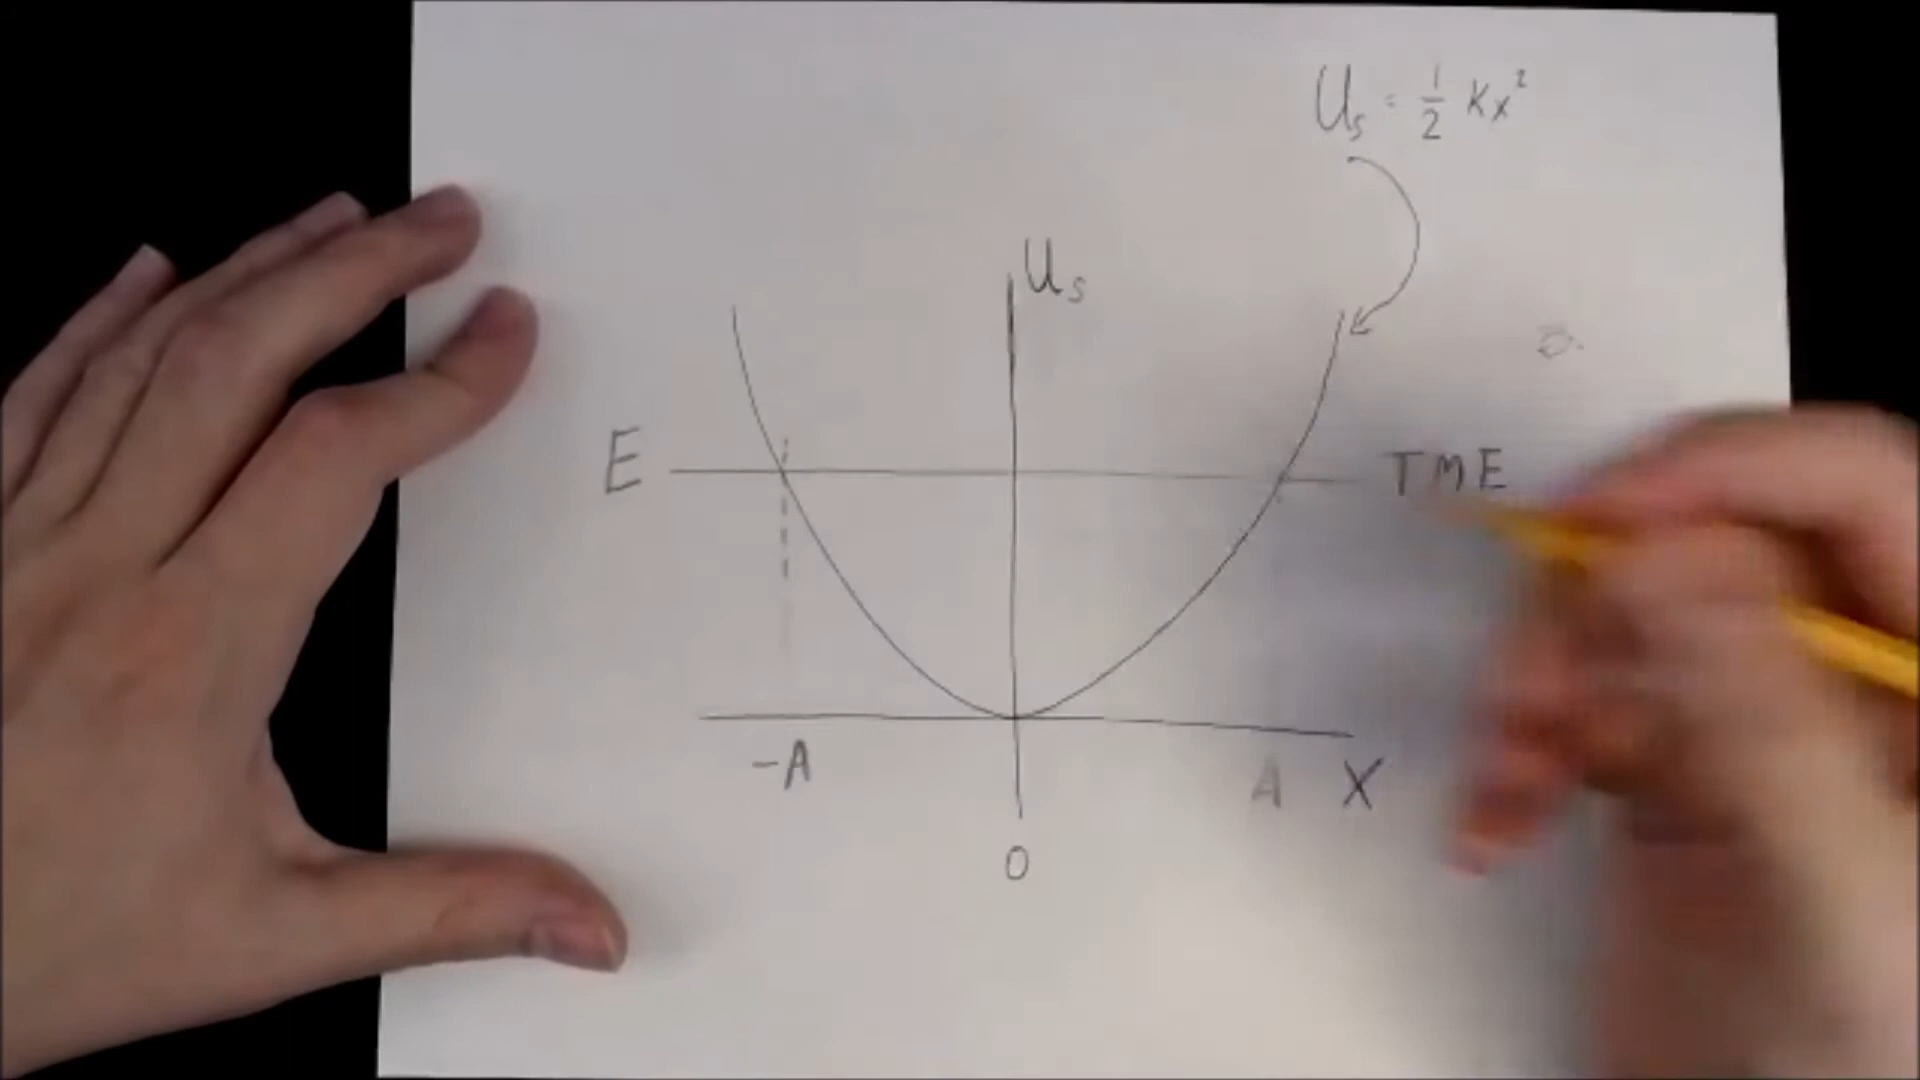 Us = 1/2 Kx²
Us
E
TME
-A
A
X
0